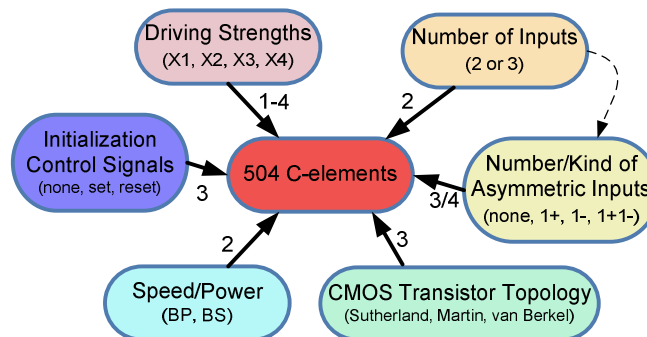 Driving Strengths
(X1, X2, X3, X4)
Number of Inputs
(2 or 3)
1-4
2
Initialization
Control Signals
(none, set, reset)
3
504 C-elements
Number/Kind of
Asymmetric Inputs
(none, 1+, 1-, 1+1-)
3/4
2
3
Speed/Power
(BP, BS)
CMOS Transistor Topology
(Sutherland, Martin, van Berkel)